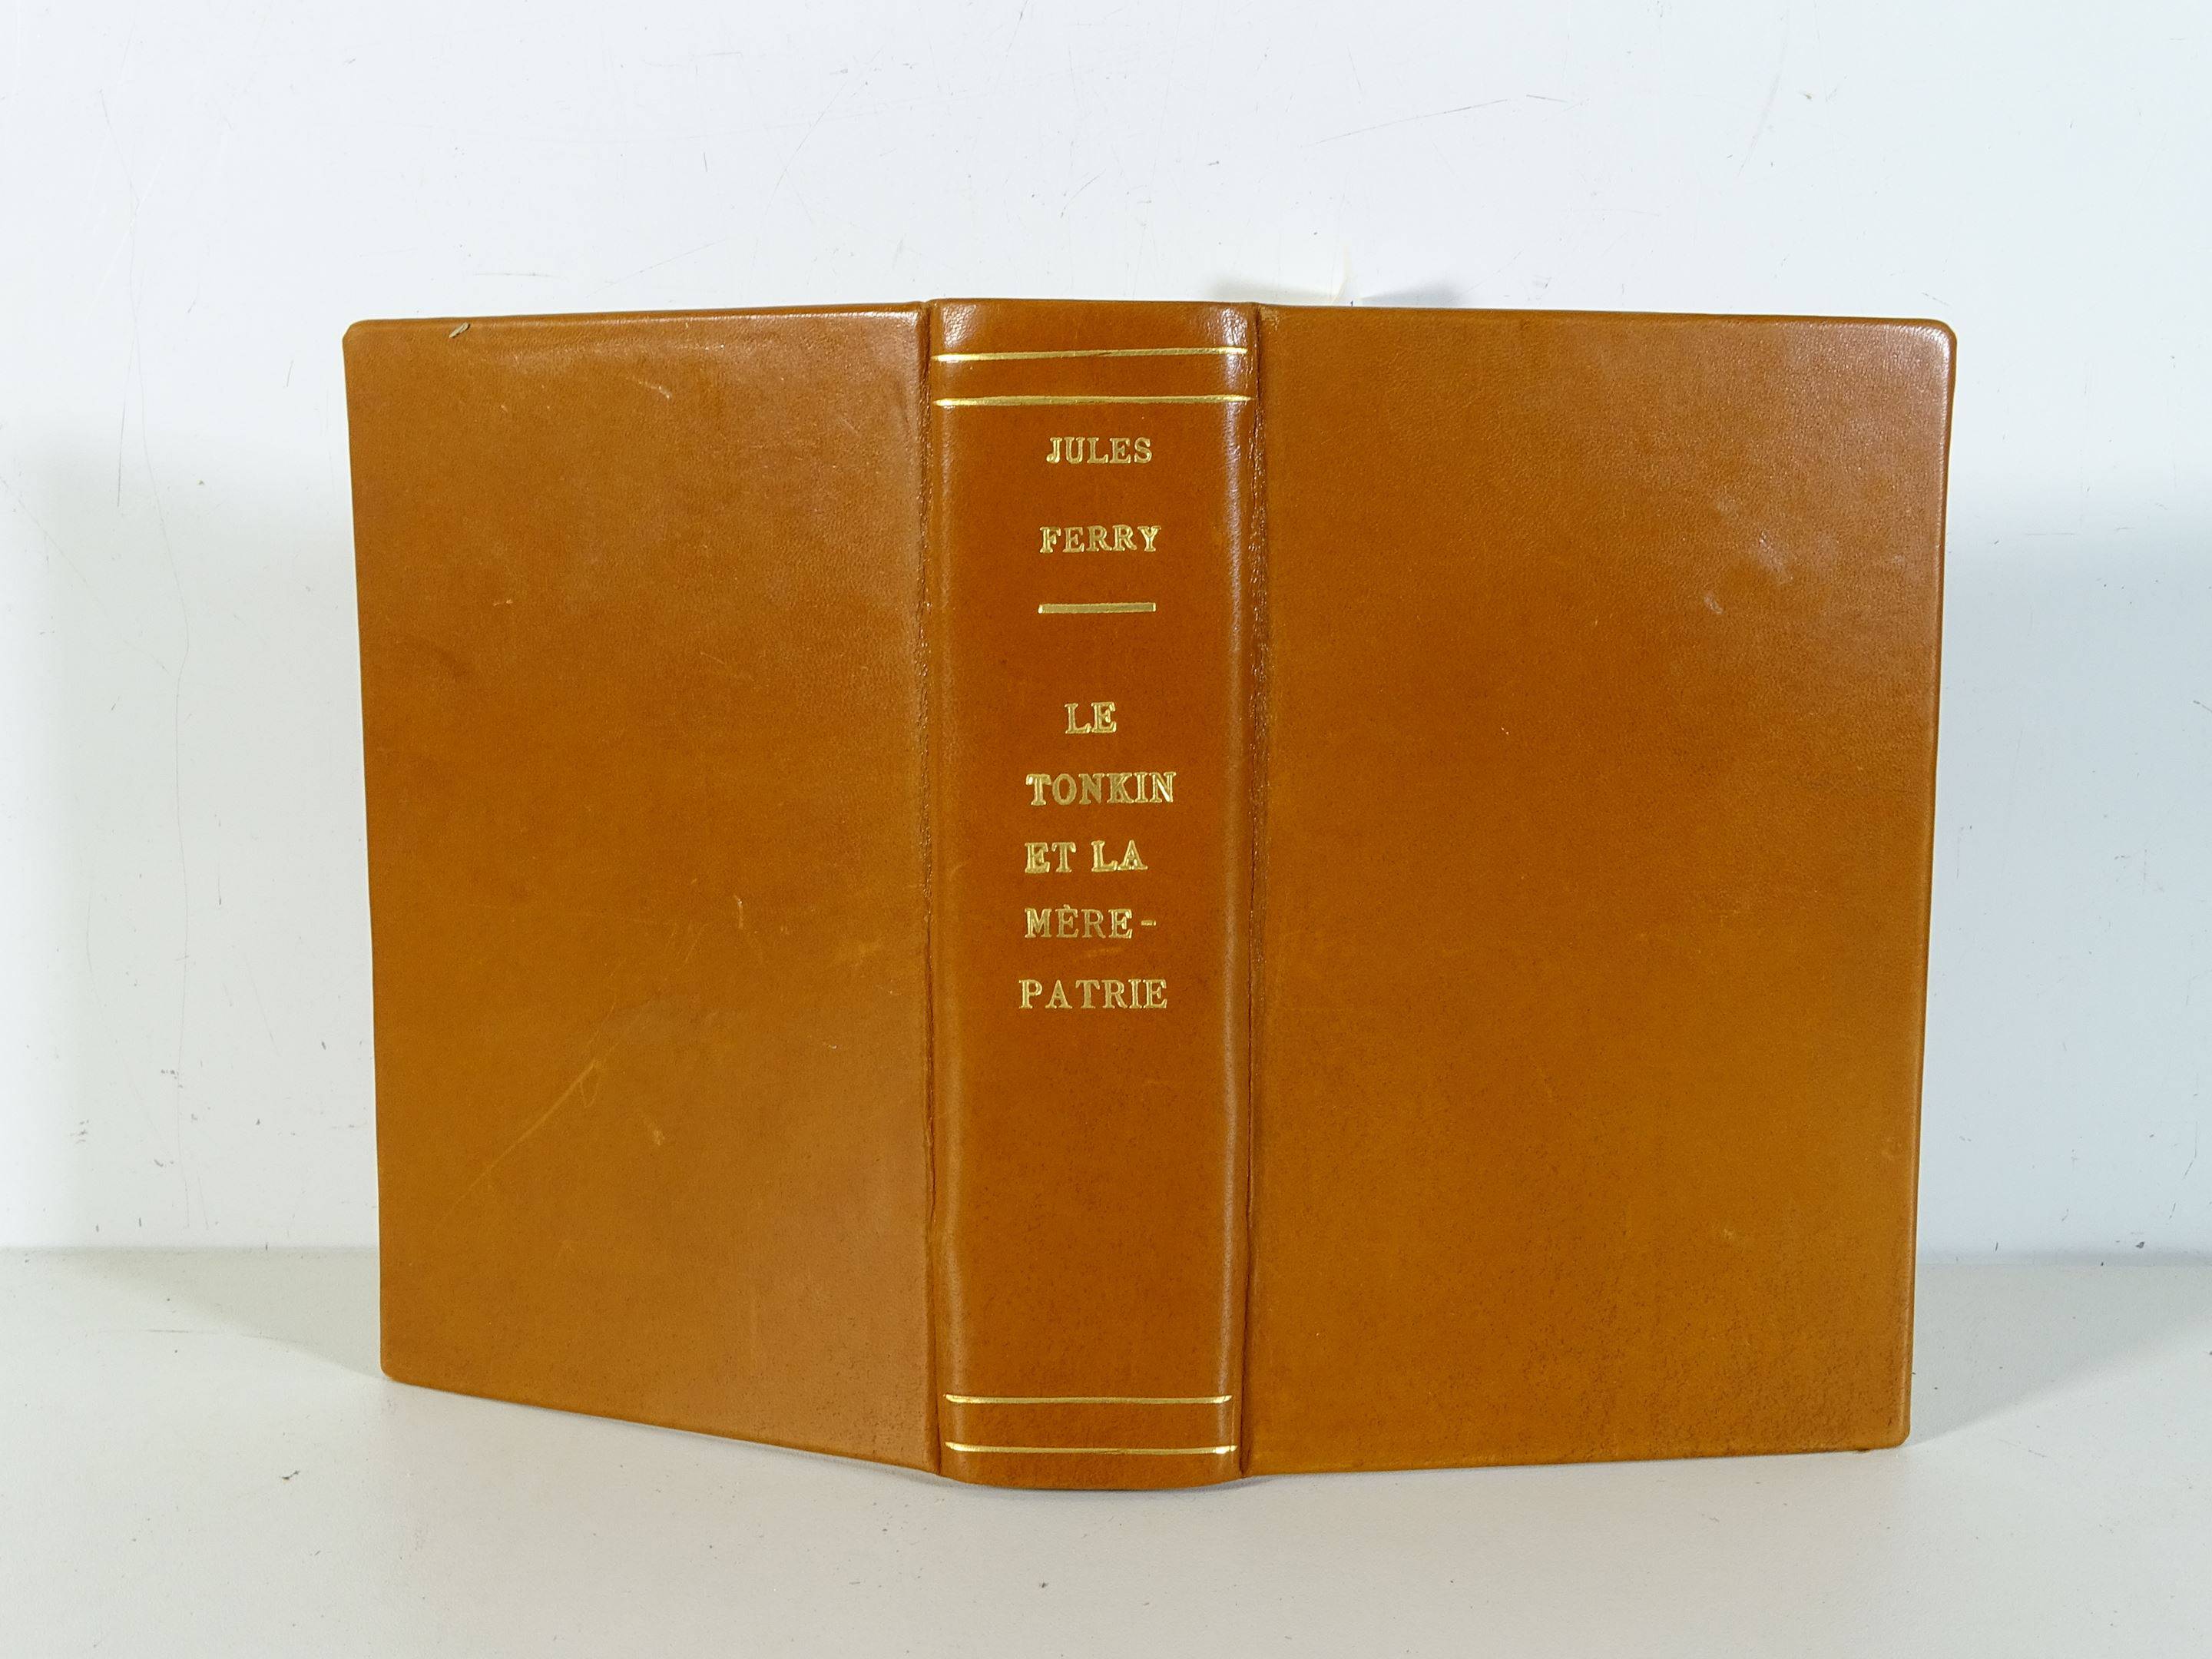 JULES
FERRY
LE
TONKIN
ET LA
MÈRE-
PATRIE